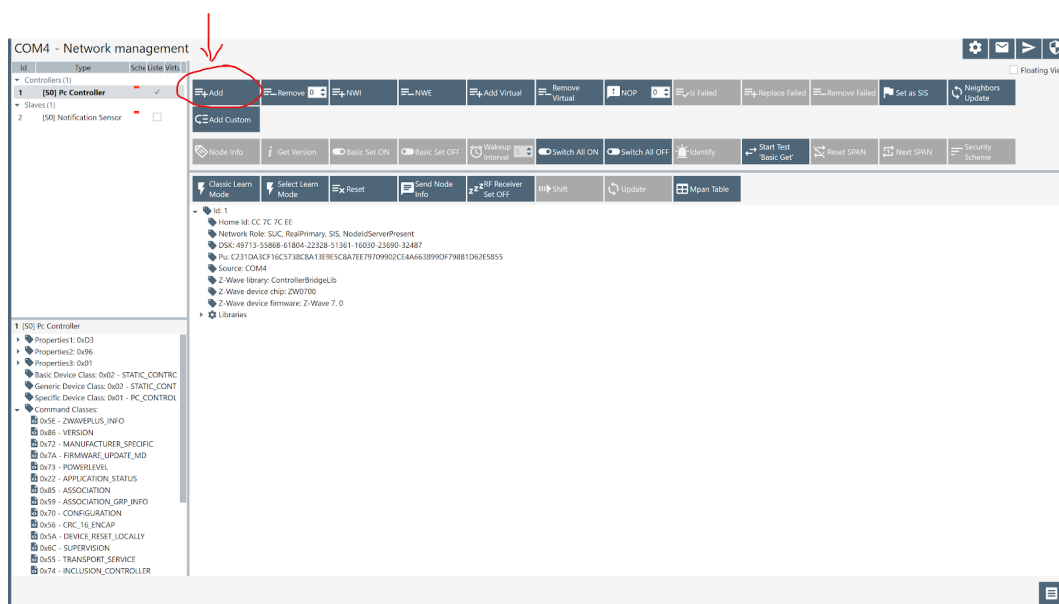 COM4 - Network management
Id Type Sche Liste Virtu
Floating Vie
Controllers (1)
1 [S0] Pc Controller
Slaves (1)
2 [S0] Notification Sensor
Add Remove 0 NWI NWE Add Virtual Remove Virtual NOP 0 Is Failed Replace Failed Remove Failed Set as SIS Neighbors Update
Add Custom
Node Info Get Version Basic Set ON Basic Set OFF Wakeup Interval Switch All ON Switch All OFF Identify Start Test 'Basic Get' Reset SPAN Next SPAN Security Scheme
Classic Learn Mode Select Learn Mode Reset Send Node Info RF Receiver Set OFF Shift Update Mpan Table
Id: 1
Home Id: CC 7C 7C EE
Network Role: SUC, RealPrimary, SIS, NodeIdServerPresent
DSK: 49713-55868-61804-22328-51361-16030-23690-32487
Pu: C231DA3CF16C5738C8A13E9E5C8A7EE79709902CE4A663B99DF798B1D62E5855
Source: COM4
Z-Wave library: ControllerBridgeLib
Z-Wave device chip: ZW0700
Z-Wave device firmware: Z-Wave 7. 0
Libraries
1 [S0] Pc Controller
Properties1: 0xD3
Properties2: 0x96
Properties3: 0x01
Basic Device Class: 0x02 - STATIC_CONTRC
Generic Device Class: 0x02 - STATIC_CONT
Specific Device Class: 0x01 - PC_CONTROL
Command Classes:
0x5E - ZWAVEPLUS_INFO
0x86 - VERSION
0x72 - MANUFACTURER_SPECIFIC
0x7A - FIRMWARE_UPDATE_MD
0x73 - POWERLEVEL
0x22 - APPLICATION_STATUS
0x85 - ASSOCIATION
0x59 - ASSOCIATION_GRP_INFO
0x70 - CONFIGURATION
0x56 - CRC_16_ENCAP
0x5A - DEVICE_RESET_LOCALLY
0x6C - SUPERVISION
0x55 - TRANSPORT_SERVICE
0x74 - INCLUSION_CONTROLLER